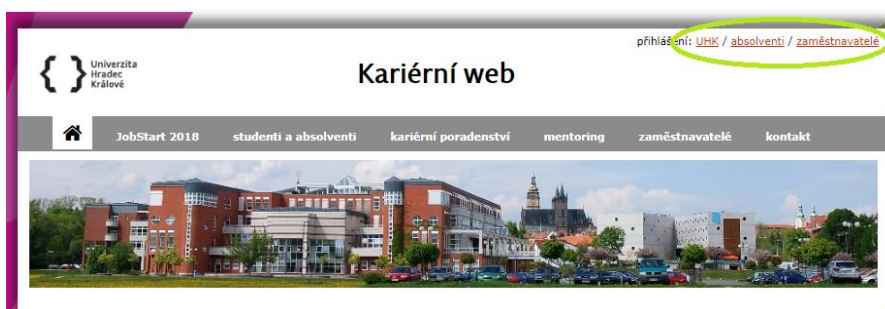 přihlášení: UHK / absolventi / zaměstnavatelé
Univerzita
Hradec
Králové
Kariérní web
JobStart 2018 studenti a absolventi kariérní poradenství mentoring zaměstnavatelé kontakt